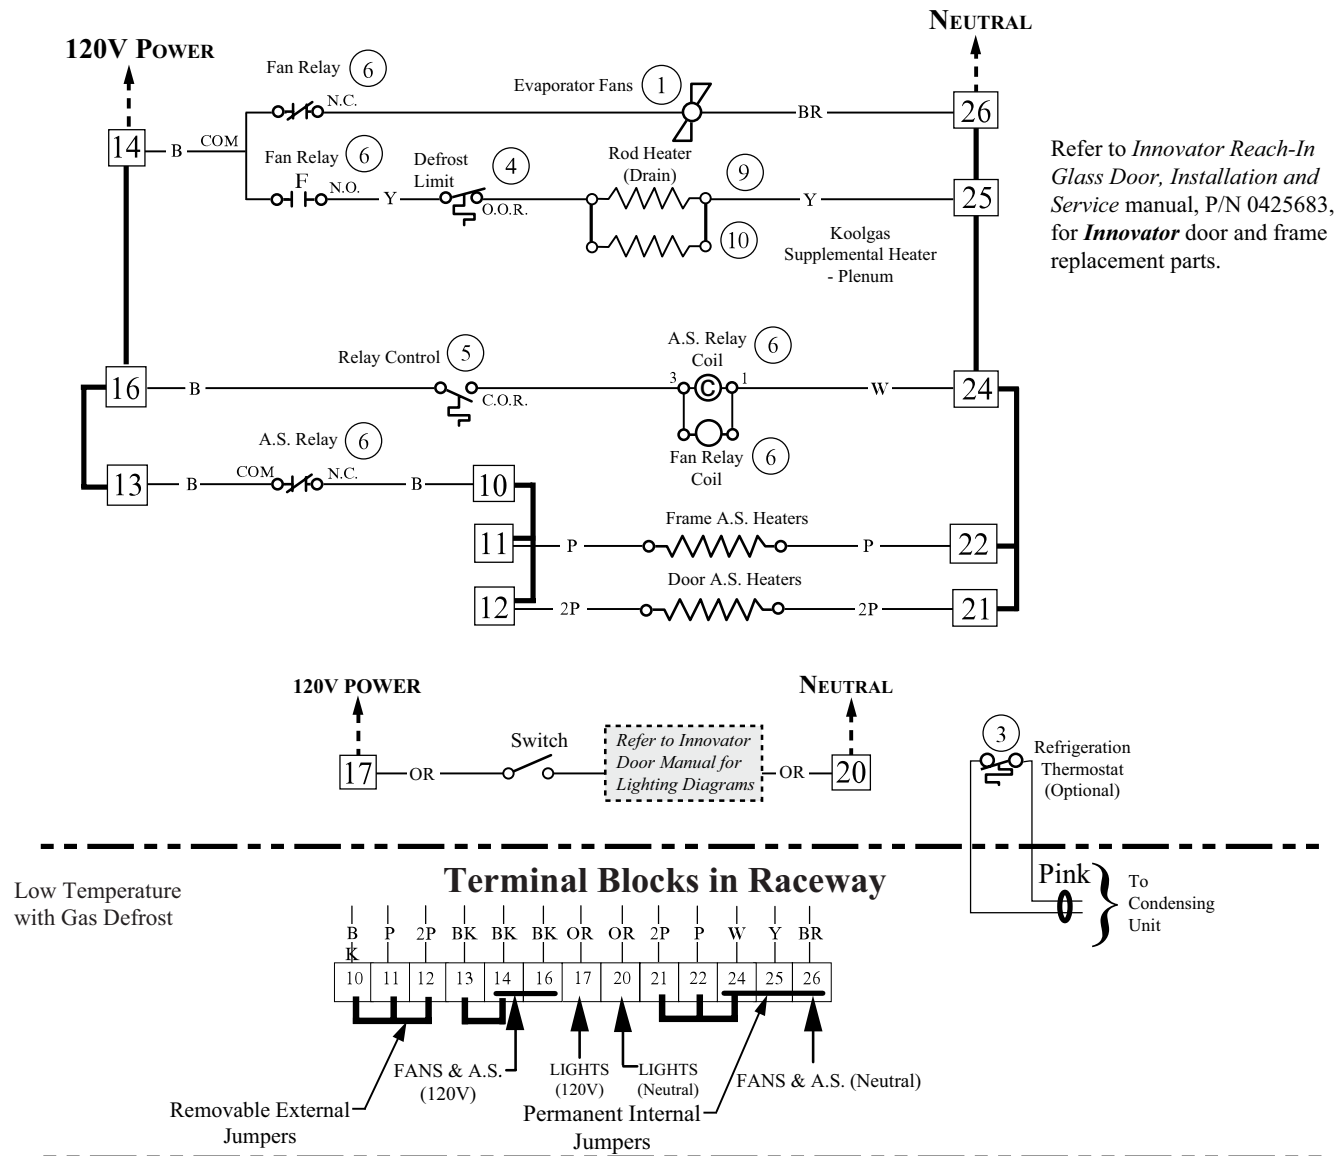 NEUTRAL
120V POWER
Fan Relay 6
N.C.
Evaporator Fans 1
BR
26
14
B
COM
Fan Relay 6
F
N.O.
Y
Defrost
Limit
4
O.O.R.
Rod Heater
(Drain)
9
10
Y
25
Koolgas
Supplemental Heater
- Plenum
Refer to Innovator Reach-In
Glass Door, Installation and
Service manual, P/N 0425683,
for Innovator door and frame
replacement parts.
16
B
Relay Control 5
C.O.R.
A.S. Relay
Coil
6
3
C
1
W
24
Fan Relay
Coil
6
A.S. Relay 6
13
B
COM
N.C.
B
10
Frame A.S. Heaters
11
P
P
22
Door A.S. Heaters
12
2P
2P
21
120V POWER
NEUTRAL
17
OR
Switch
Refer to Innovator
Door Manual for
Lighting Diagrams
OR
20
3
Refrigeration
Thermostat
(Optional)
Pink
To
Condensing
Unit
Low Temperature
with Gas Defrost
Terminal Blocks in Raceway
B
K
P 2P BK BK BK OR OR 2P P W Y BR
10 11 12 13 14 16 17 20 21 22 24 25 26
FANS & A.S.
(120V)
LIGHTS
(120V)
LIGHTS
(Neutral)
FANS & A.S. (Neutral)
Removable External
Jumpers
Permanent Internal
Jumpers